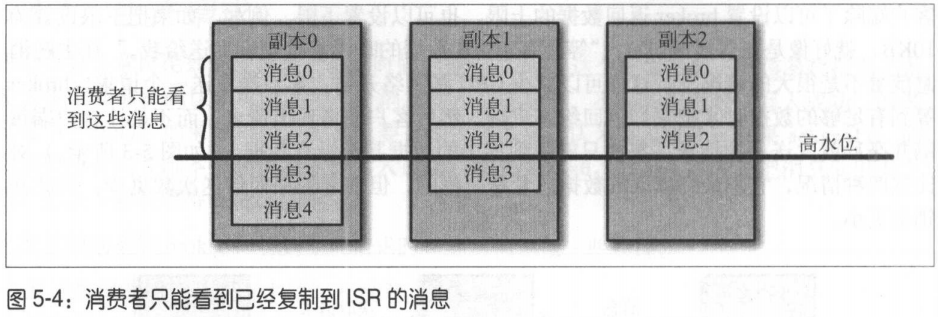 副本0 副本1 副本2
消息0 消息0 消息0
消费者只能看
到这些消息
消息1 消息1 消息1
消息2 消息2 消息2
高水位
消息3 消息3
消息4
图 5-4：消费者只能看到已经复制到 ISR 的消息